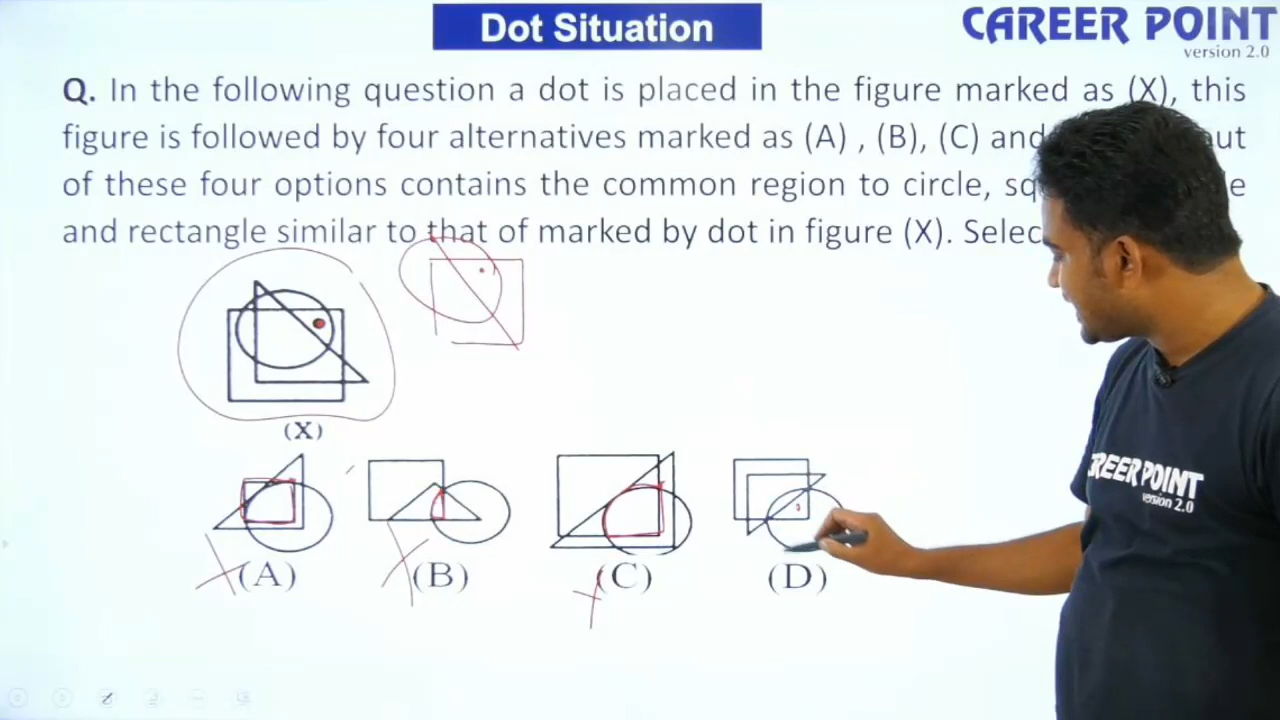 Dot Situation
CAREER POINT
version 2.0
Q. In the following question a dot is placed in the figure marked as (X), this
figure is followed by four alternatives marked as (A) , (B), (C) and
of these four options contains the common region to circle,
and rectangle similar to that of marked by dot in figure (X).
(X)
(A) (B) (C) (D)
CAREER POINT
version 2.0